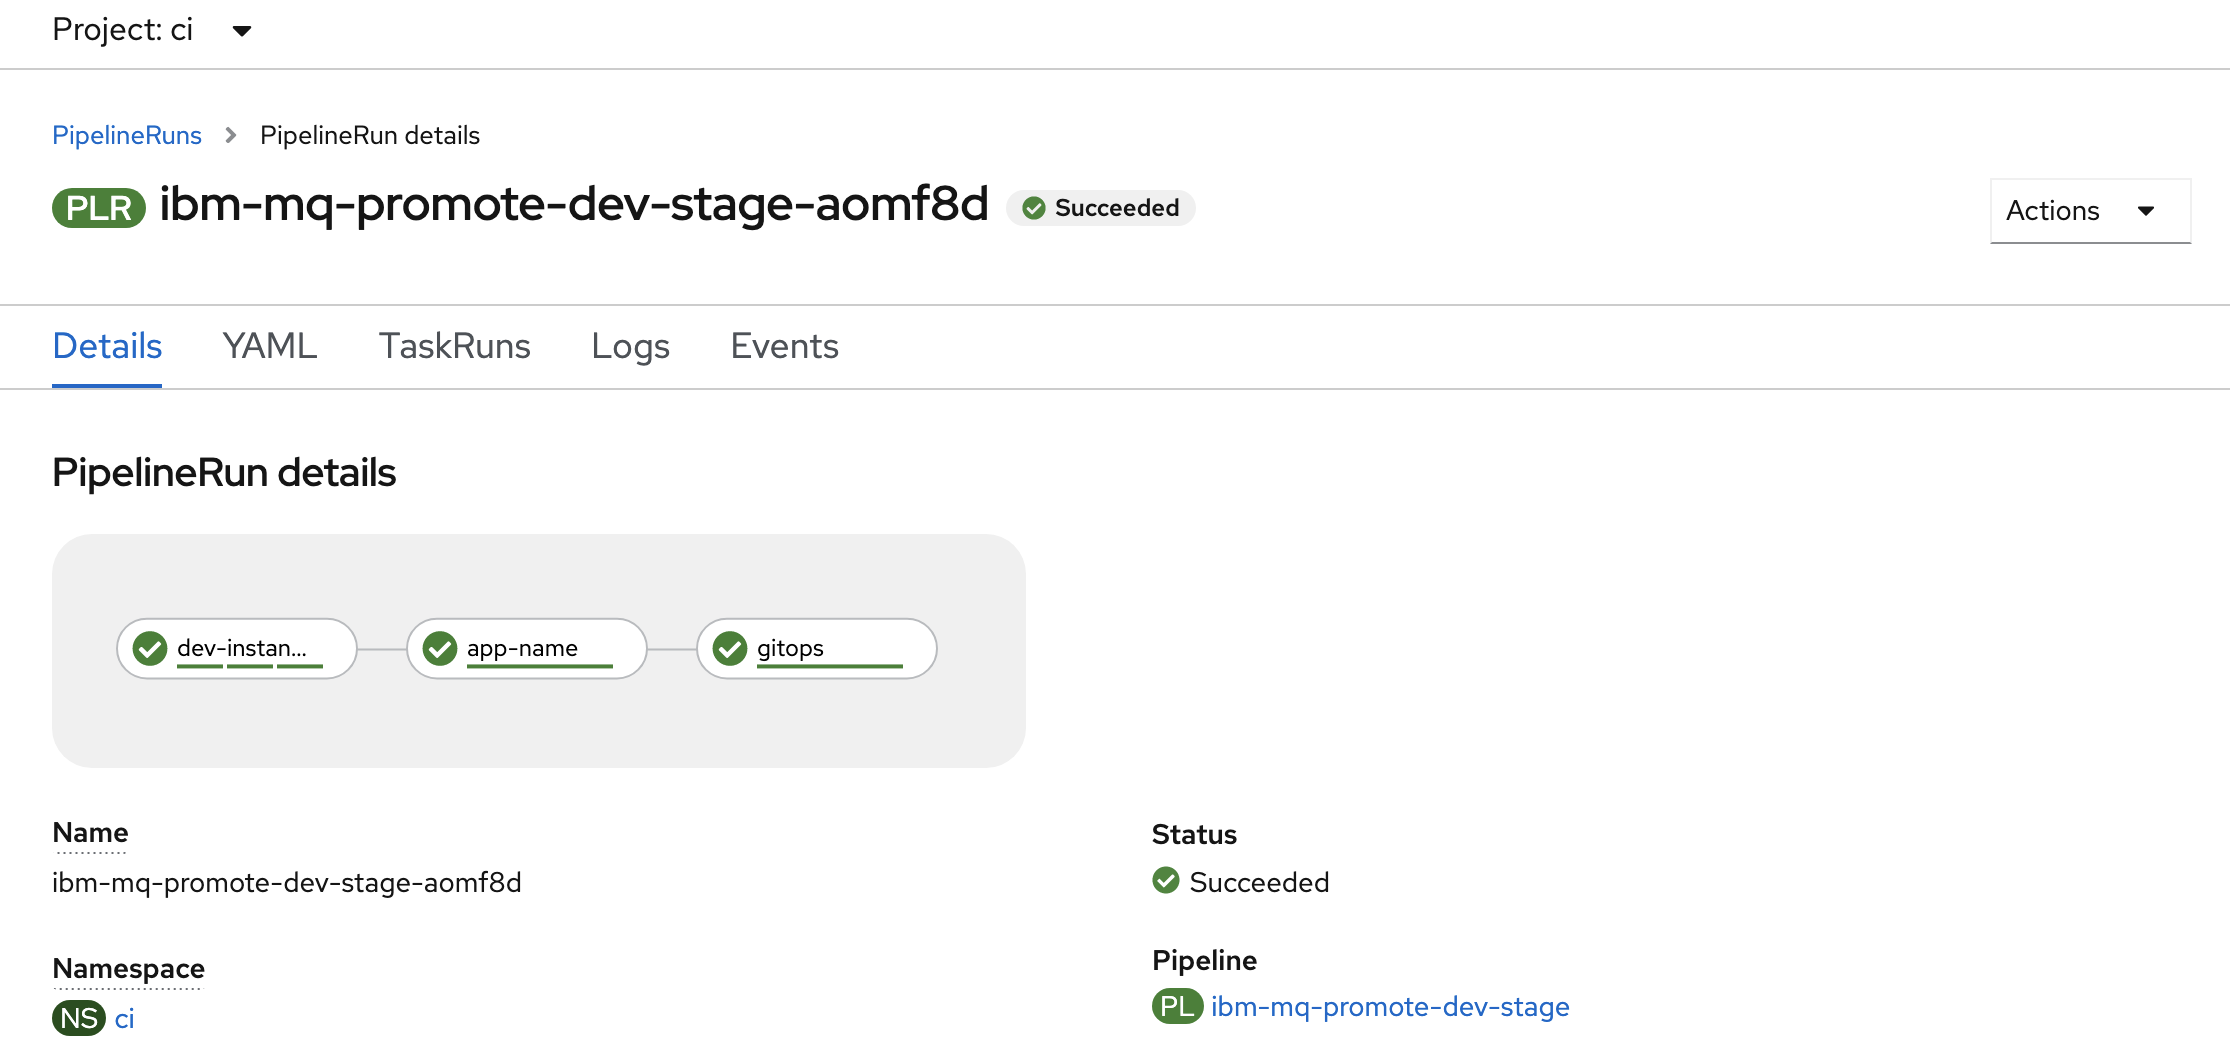 Project: ci
PipelineRuns > PipelineRun details
PLR ibm-mq-promote-dev-stage-aomf8d Succeeded
Actions
Details YAML TaskRuns Logs Events
PipelineRun details
dev-instan... app-name gitops
Name
ibm-mq-promote-dev-stage-aomf8d
Namespace
NS ci
Status
Succeeded
Pipeline
PL ibm-mq-promote-dev-stage